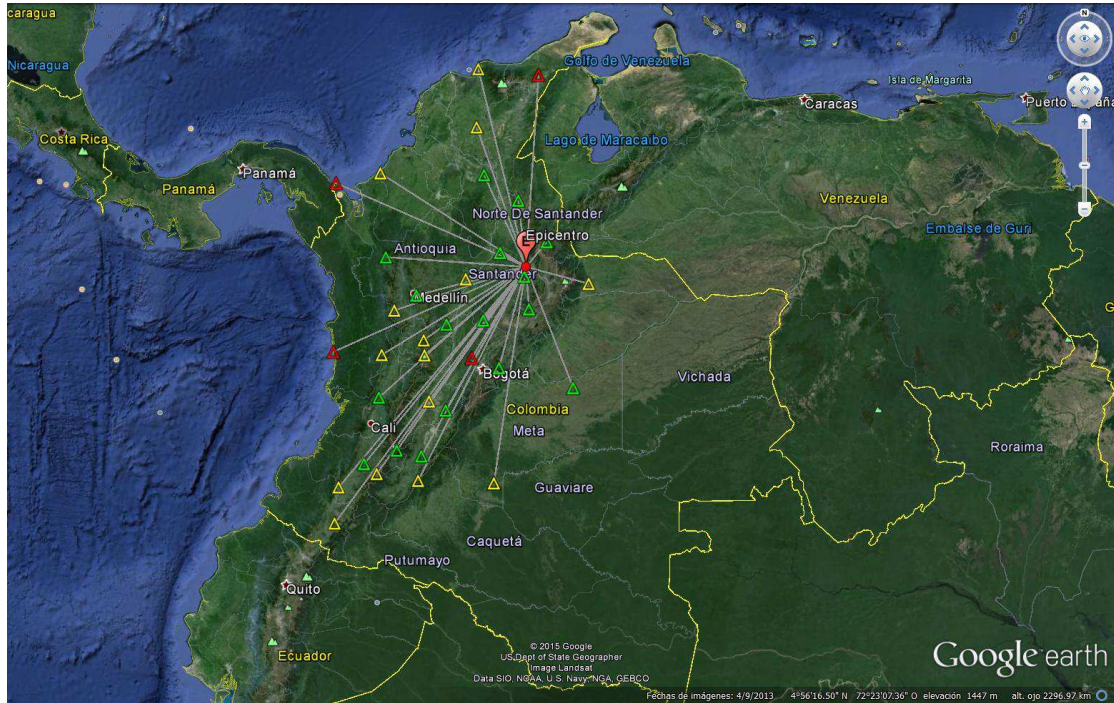 caragua
Nicaragua
Costa Rica
Panamá
Panamá
Golfo de Venezuela
Isla de Margarita
Caracas
Lago de Maracaibo
Venezuela
Embalse de Guri
N
Norte De Santander
Epicentro
Antioquia
Santander
Medellín
Bogotá
Vichada
Colombia
Cali
Meta
Roraima
Guaviare
Caquetá
Putumayo
Quito
Ecuador
© 2015 Google
US Dept of State Geographer
Image Landsat
Data SIO, NOAA, U.S. Navy, NGA, GEBCO
Google earth
Fechas de imágenes: 4/9/2013 4°56'16.50" N 72°23'07.36" O elevación 1447 m alt. ojo 2296.97 km